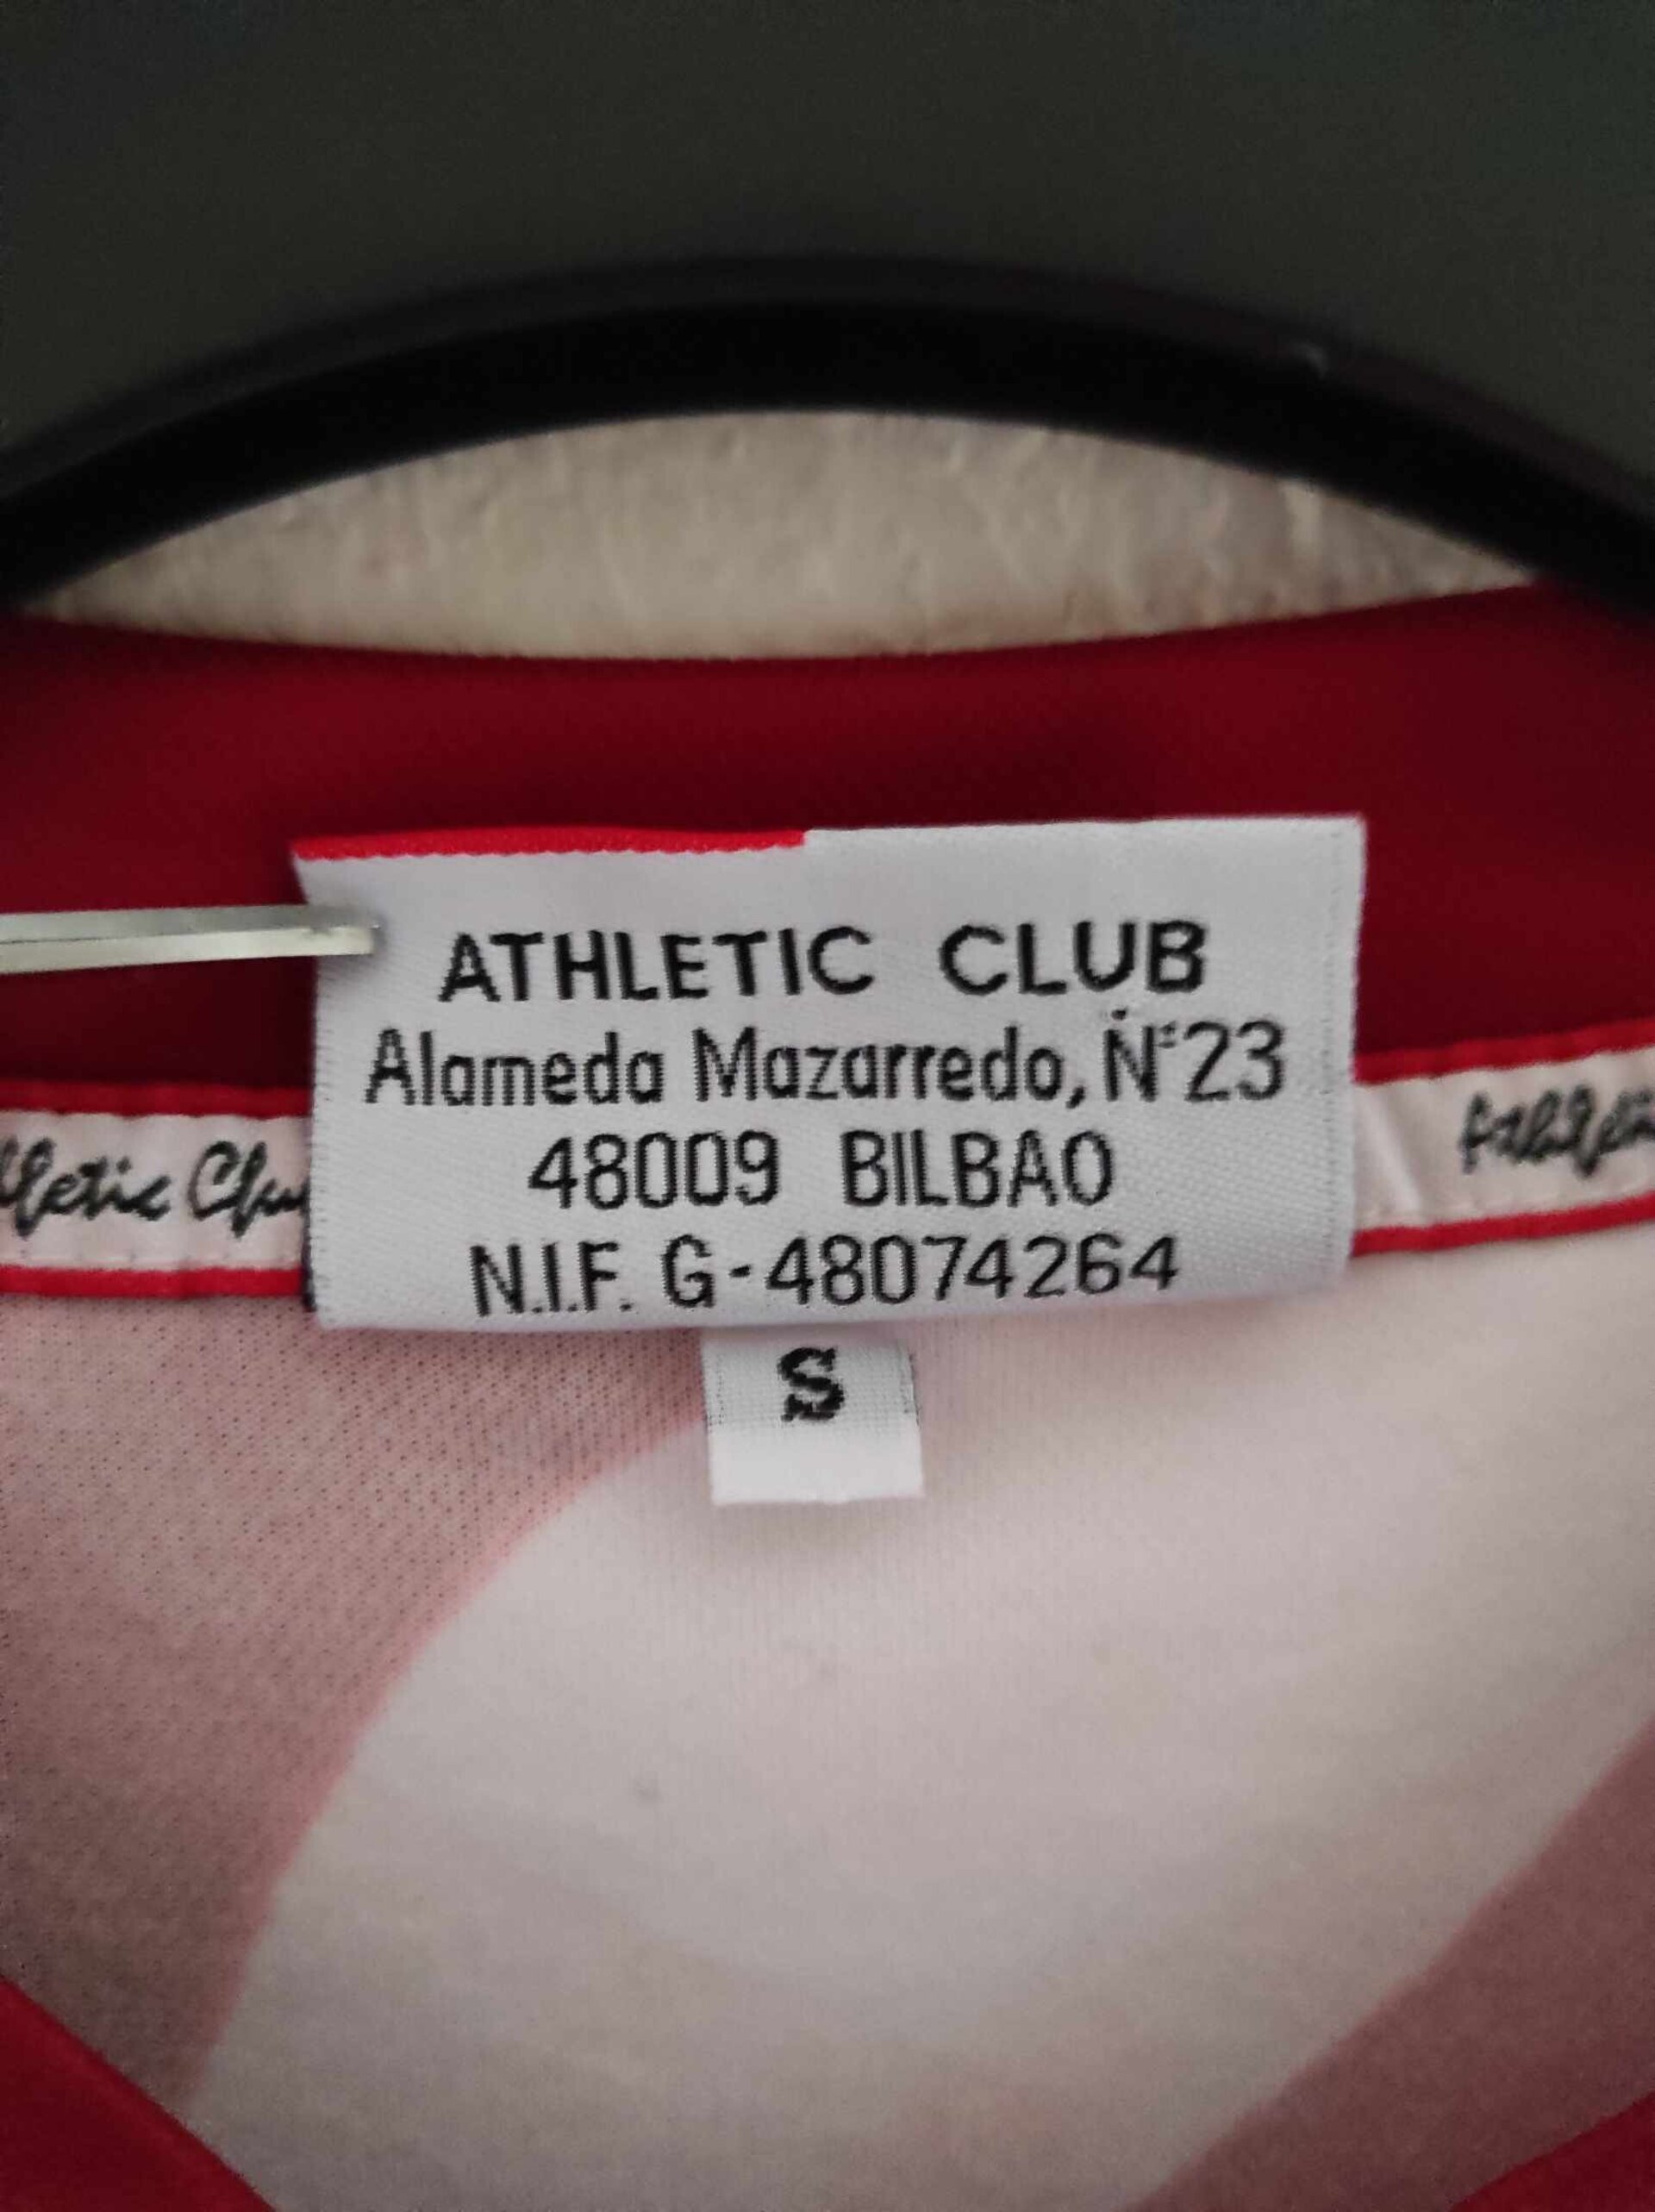 ATHLETIC CLUB
Alameda Mazarredo, Nº23
48009 BILBAO
N.I.F. G-48074264
S